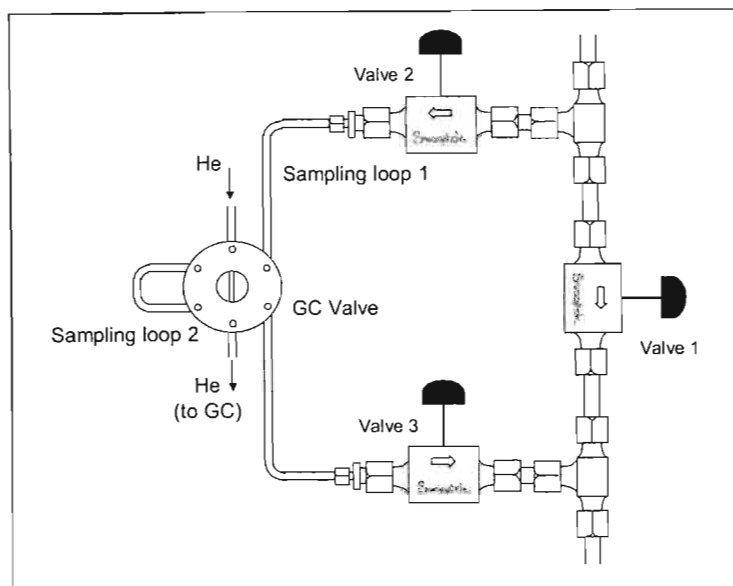 Valve 2
He
Sampling loop 1
GC Valve
Sampling loop 2
Valve 1
He
(to GC)
Valve 3